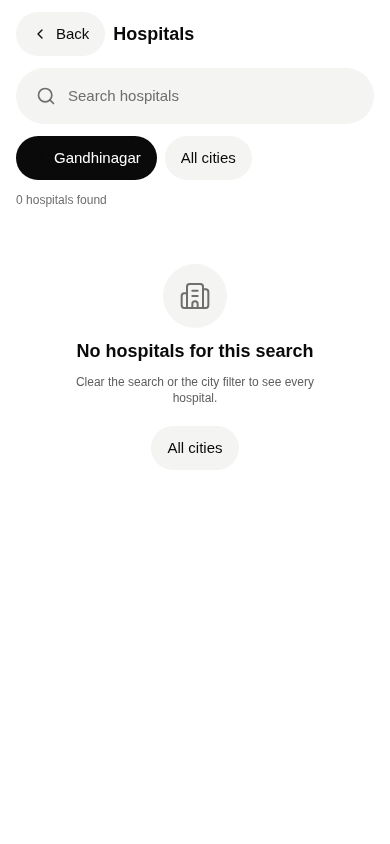 Back
Hospitals
Search hospitals
Gandhinagar
All cities
0 hospitals found
No hospitals for this search
Clear the search or the city filter to see every
hospital.
All cities